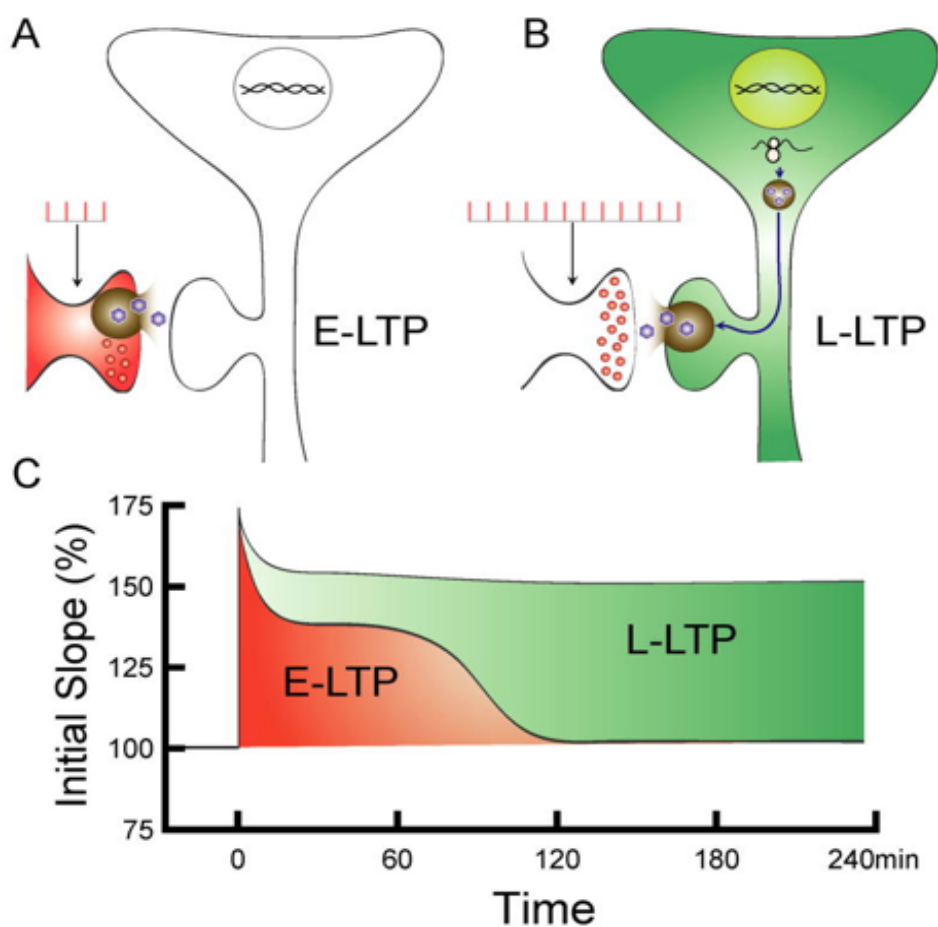 A
B
E-LTP
L-LTP
C
Initial Slope (%)
175
150
125
100
75
E-LTP
L-LTP
0
60
120
180
240min
Time